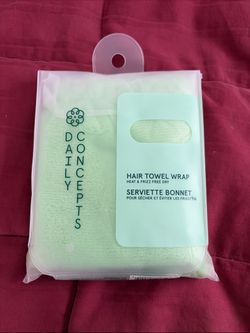 DAILY
CONCEPTS
HAIR TOWEL WRAP
HEAT & FRIZZ FREE DRY
SERVIETTE BONNET
POUR SÉCHER ET ÉVITER LES FRISOTTIS